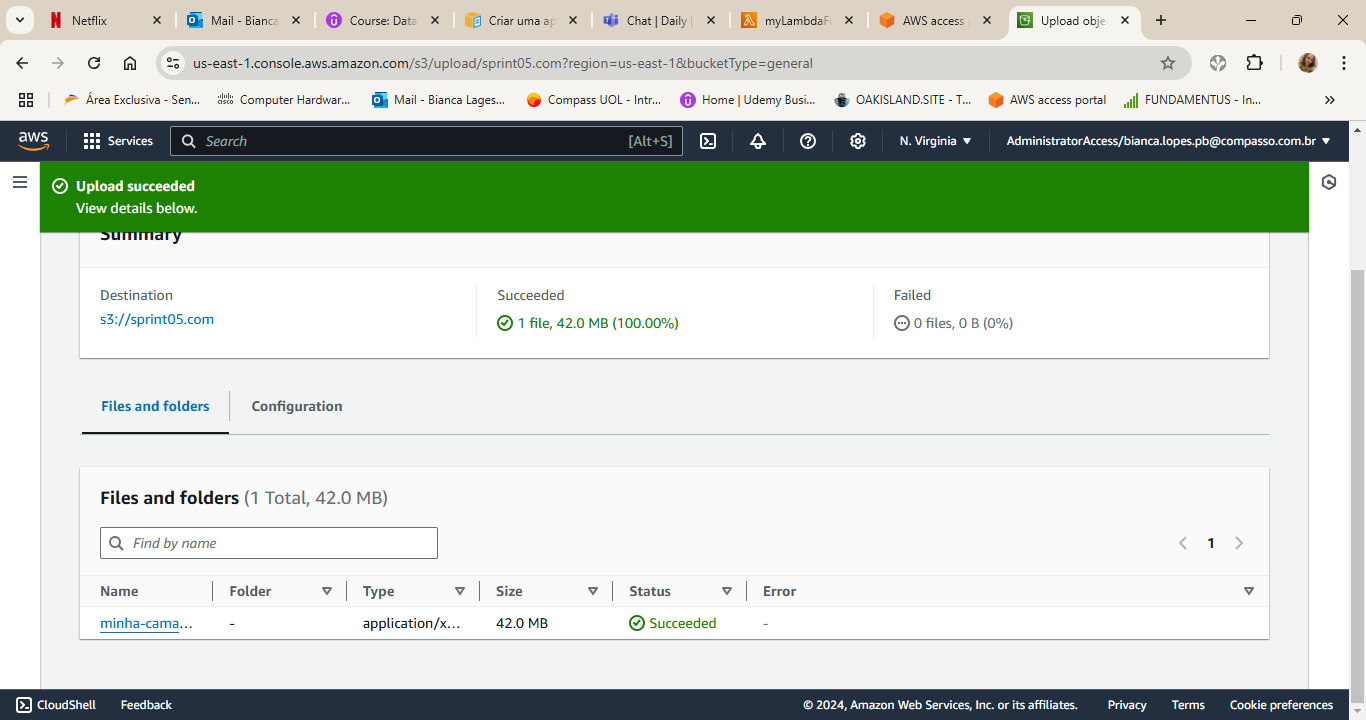 Netflix
Mail - Bianca
Course: Data
Criar uma ap
Chat | Daily |
myLambdaFu
AWS access p
Upload obje
us-east-1.console.aws.amazon.com/s3/upload/sprint05.com?region=us-east-1&bucketType=general
Área Exclusiva - Sen...
Computer Hardwar...
Mail - Bianca Lages...
Compass UOL - Intr...
Home | Udemy Busi...
OAKISLAND.SITE - T...
AWS access portal
FUNDAMENTUS - In...
aws
Services
Search
[Alt+S]
N. Virginia
AdministratorAccess/bianca.lopes.pb@compasso.com.br
Upload succeeded
View details below.
Summary
Destination
Succeeded
Failed
s3://sprint05.com
1 file, 42.0 MB (100.00%)
0 files, 0 B (0%)
Files and folders
Configuration
Files and folders (1 Total, 42.0 MB)
Find by name
1
Name
Folder
Type
Size
Status
Error
minha-cama...
-
application/x...
42.0 MB
Succeeded
-
CloudShell
Feedback
© 2024, Amazon Web Services, Inc. or its affiliates.
Privacy
Terms
Cookie preferences